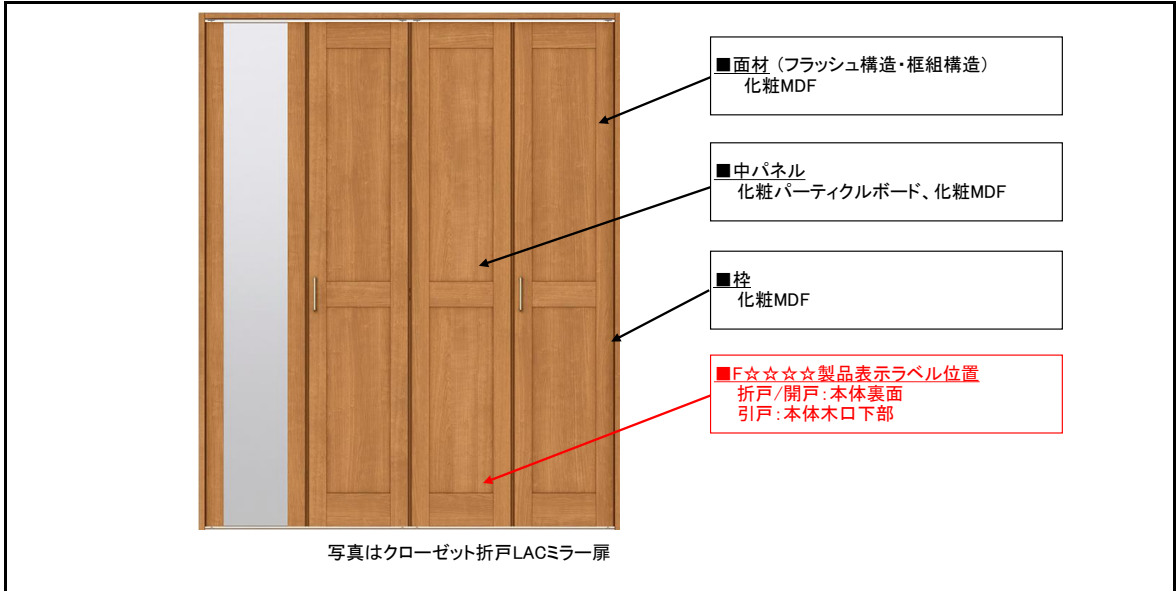 ■面材（フラッシュ構造・框組構造）
化粧MDF
■中パネル
化粧パーティクルボード、化粧MDF
■枠
化粧MDF
■F☆☆☆☆製品表示ラベル位置
折戸/開戸：本体裏面
引戸：本体木口下部
写真はクローゼット折戸LACミラー扉